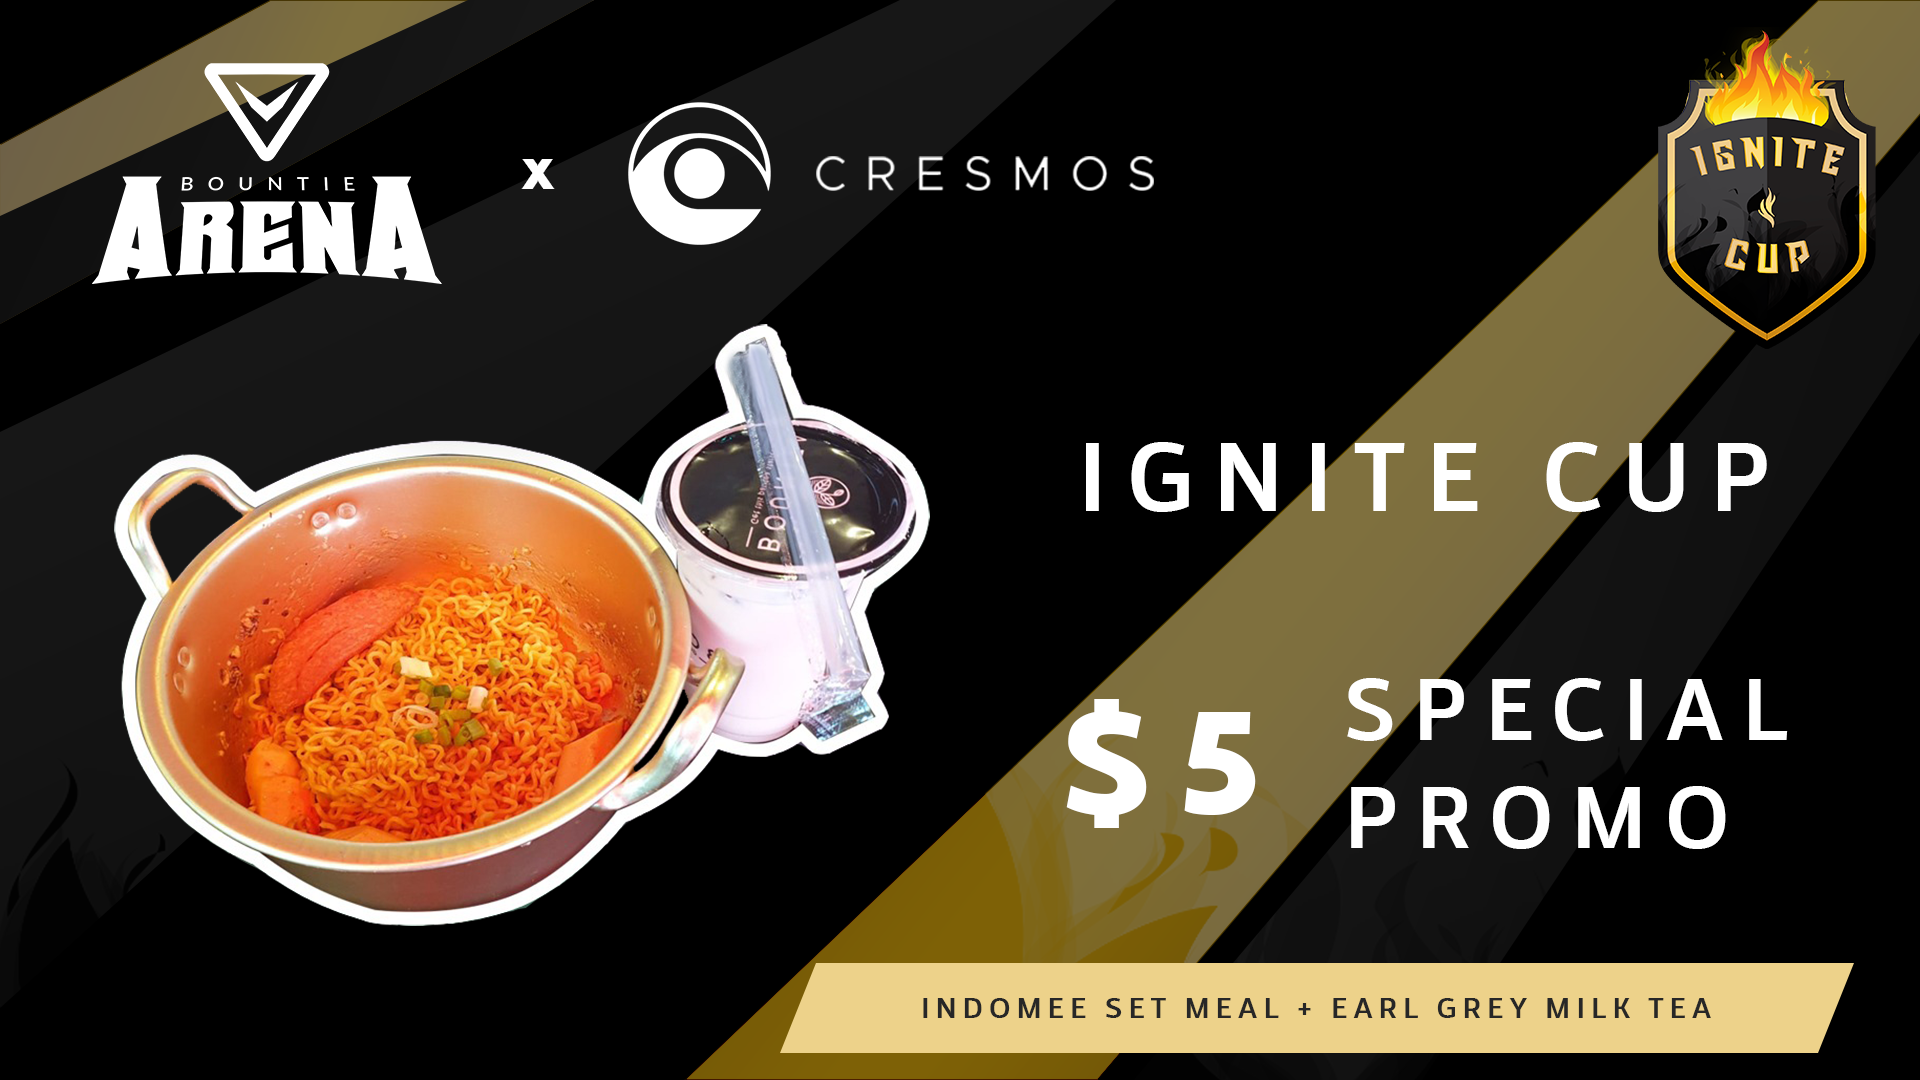 BOUNTIE
ARENA
x
CRESMOS
IGNITE
CUP
IGNITE CUP
$5
SPECIAL
PROMO
INDOMEE SET MEAL + EARL GREY MILK TEA